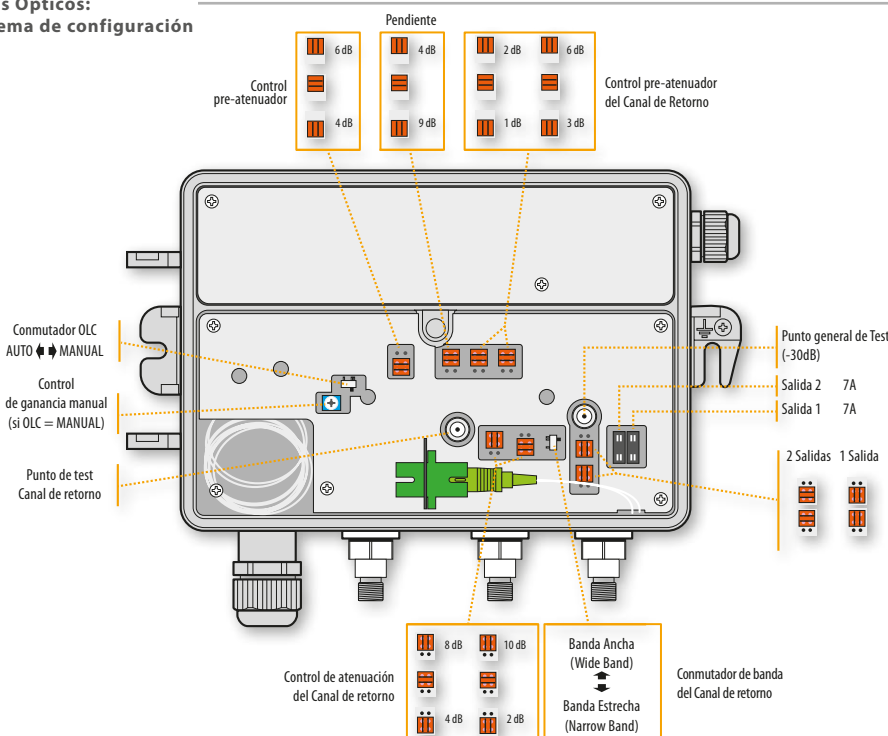 s Ópticos:
ema de configuración
Pendiente
6 dB
4 dB
4 dB
9 dB
2 dB
6 dB
1 dB
3 dB
Control
pre-atenuador
Control pre-atenuador
del Canal de Retorno
Conmutador OLC
AUTO MANUAL
Control
de ganancia manual
(si OLC = MANUAL)
Punto de test
Canal de retorno
Punto general de Test
(-30dB)
Salida 2 7A
Salida 1 7A
2 Salidas 1 Salida
Control de atenuación
del Canal de retorno
8 dB
10 dB
4 dB
2 dB
Banda Ancha
(Wide Band)
Banda Estrecha
(Narrow Band)
Conmutador de banda
del Canal de retorno